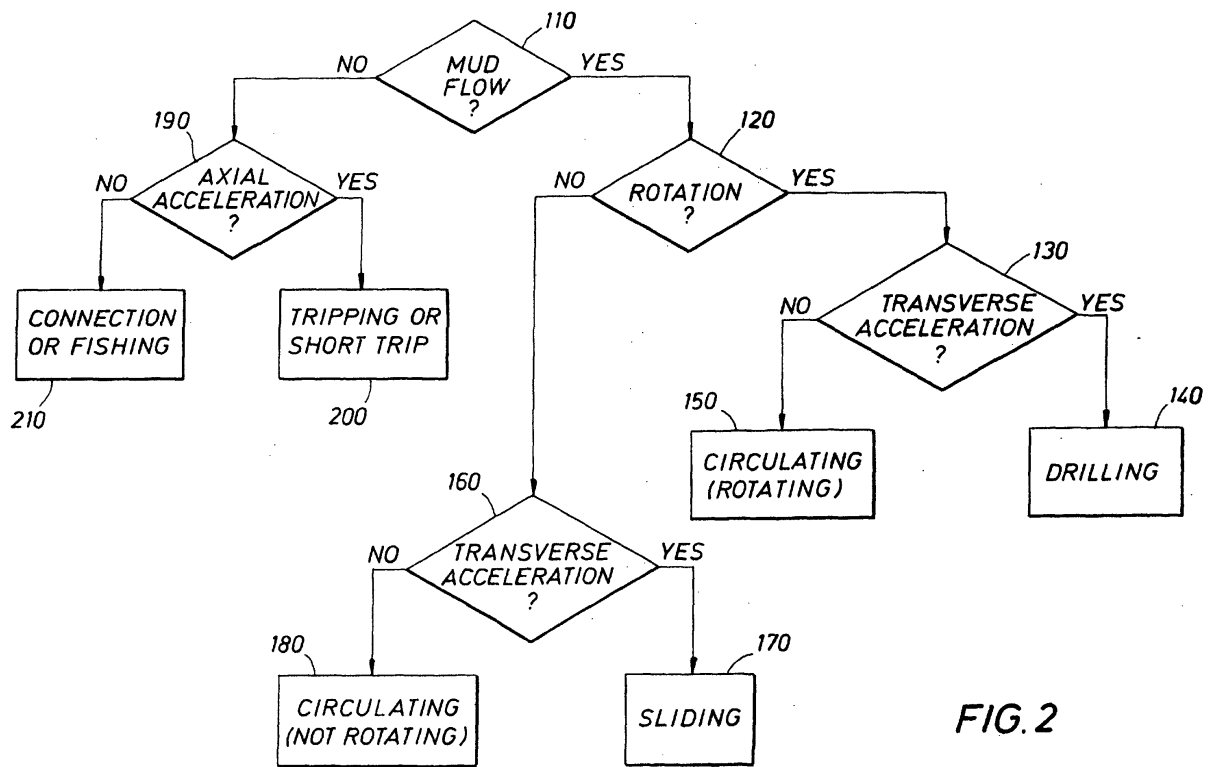 110
NO
MUD
FLOW
?
YES
190
120
NO
AXIAL
ACCELERATION
?
YES
NO
ROTATION
?
YES
130
CONNECTION
OR FISHING
210
TRIPPING OR
SHORT TRIP
200
NO
TRANSVERSE
ACCELERATION
?
YES
150
CIRCULATING
(ROTATING)
140
DRILLING
160
NO
TRANSVERSE
ACCELERATION
?
YES
180
CIRCULATING
(NOT ROTATING)
170
SLIDING
FIG. 2